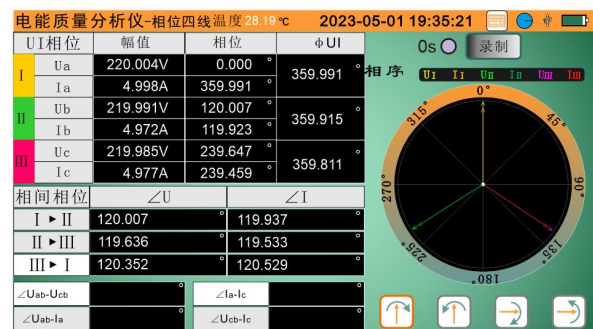 电能质量分析仪-相位四线温度 28.19 ℃ 2023-05-01 19:35:21
UI相位 幅值 相位 ΦUI
I Ua 220.004V 0.000 ° 359.991 °
Ia 4.998A 359.991 °
II Ub 219.991V 120.007 ° 359.915 °
Ib 4.972A 119.923 °
III Uc 219.985V 239.647 ° 359.811 °
Ic 4.977A 239.459 °
相间相位 ∠U ∠I
I ► II 120.007 ° 119.937 °
II ►III 119.636 ° 119.533 °
III ► I 120.352 ° 120.529 °
∠Uab-Ucb ° ∠Ia-Ic °
∠Uab-Ia ° ∠Ucb-Ic °
0s 录制
相序 UI II UII III UIII IIII
0°
45°
90°
135°
180°
225°
270°
315°